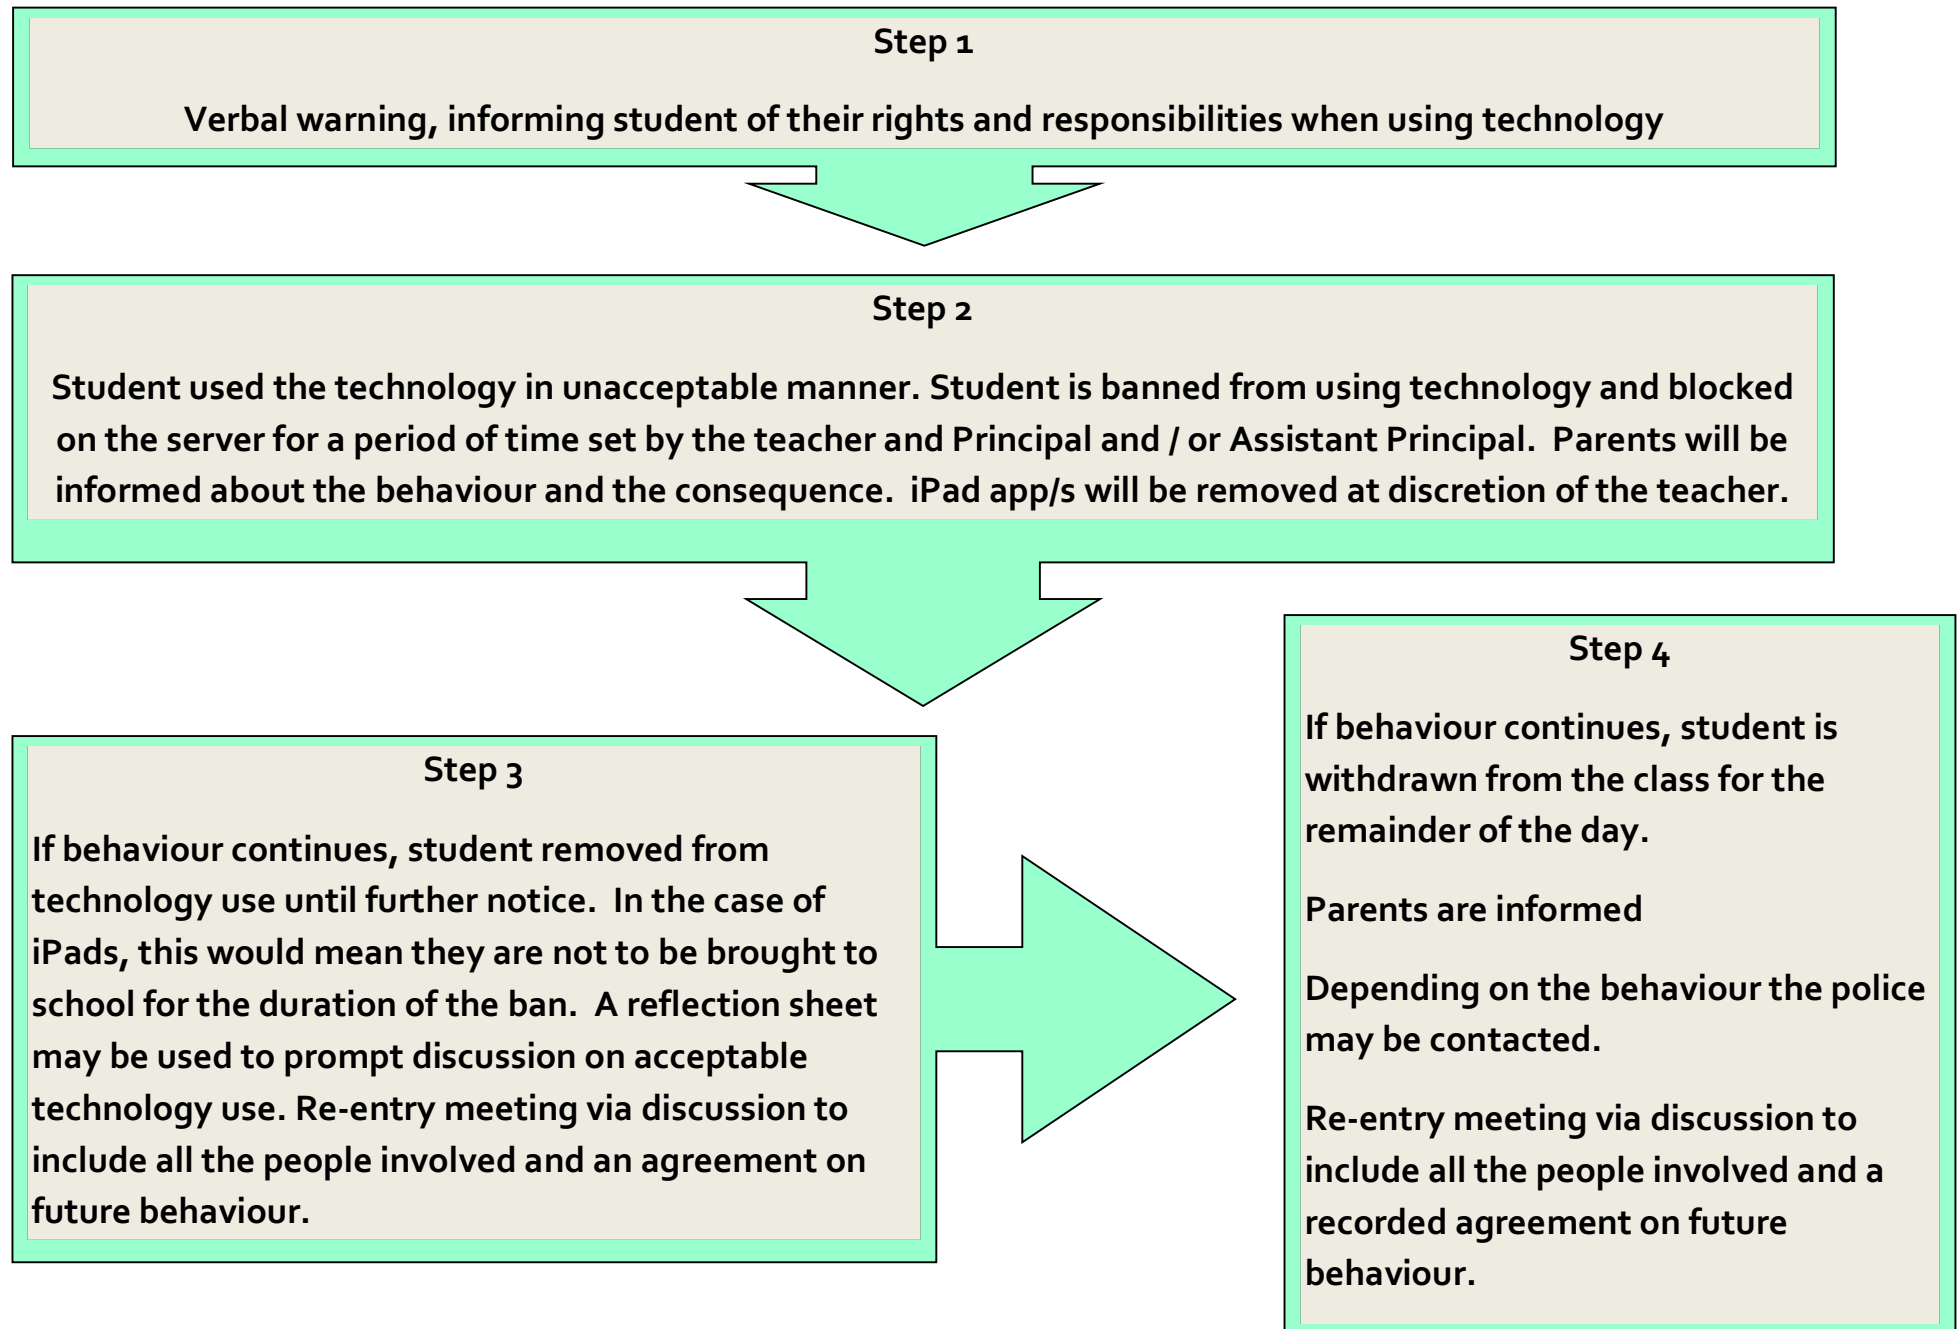 Step 1
Verbal warning, informing student of their rights and responsibilities when using technology
Step 2
Student used the technology in unacceptable manner. Student is banned from using technology and blocked
on the server for a period of time set by the teacher and Principal and / or Assistant Principal.  Parents will be
informed about the behaviour and the consequence.  iPad app/s will be removed at discretion of the teacher.
Step 3
If behaviour continues, student removed from
technology use until further notice.  In the case of
iPads, this would mean they are not to be brought to
school for the duration of the ban.  A reflection sheet
may be used to prompt discussion on acceptable
technology use. Re-entry meeting via discussion to
include all the people involved and an agreement on
future behaviour.
Step 4
If behaviour continues, student is
withdrawn from the class for the
remainder of the day.
Parents are informed
Depending on the behaviour the police
may be contacted.
Re-entry meeting via discussion to
include all the people involved and a
recorded agreement on future
behaviour.